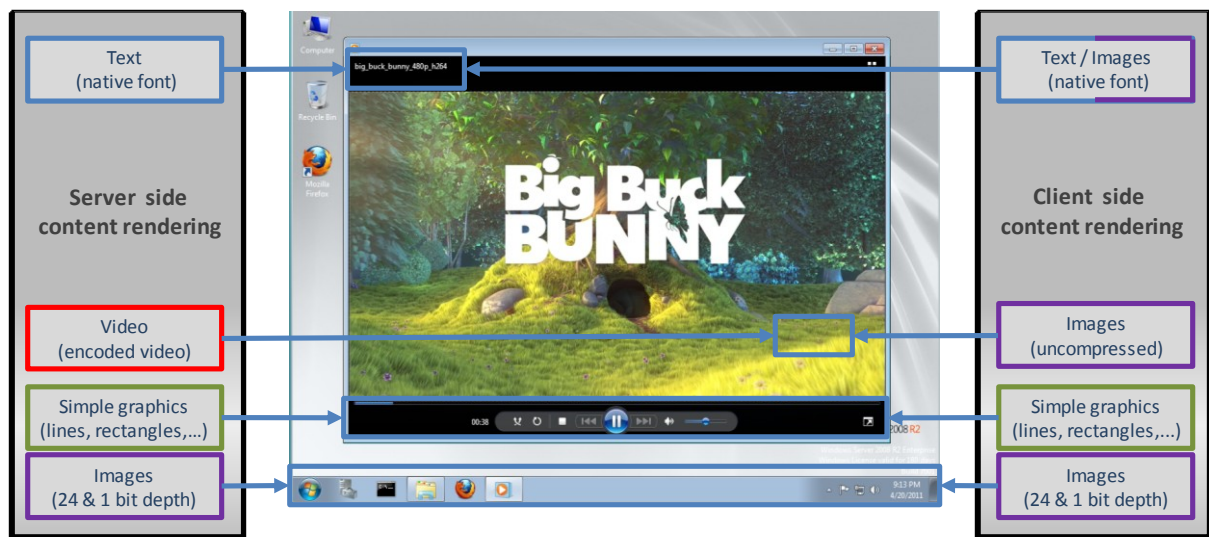 Text
(native font)
Server side
content rendering
Video
(encoded video)
Simple graphics
(lines, rectangles,...)
Images
(24 & 1 bit depth)
Computer
Recycle Bin
Mozilla
Firefox
big_buck_bunny_480p_h264
Big Buck
BUNNY
00:38
2008 R2
9:13 PM
4/20/2011
Text / Images
(native font)
Client side
content rendering
Images
(uncompressed)
Simple graphics
(lines, rectangles,...)
Images
(24 & 1 bit depth)